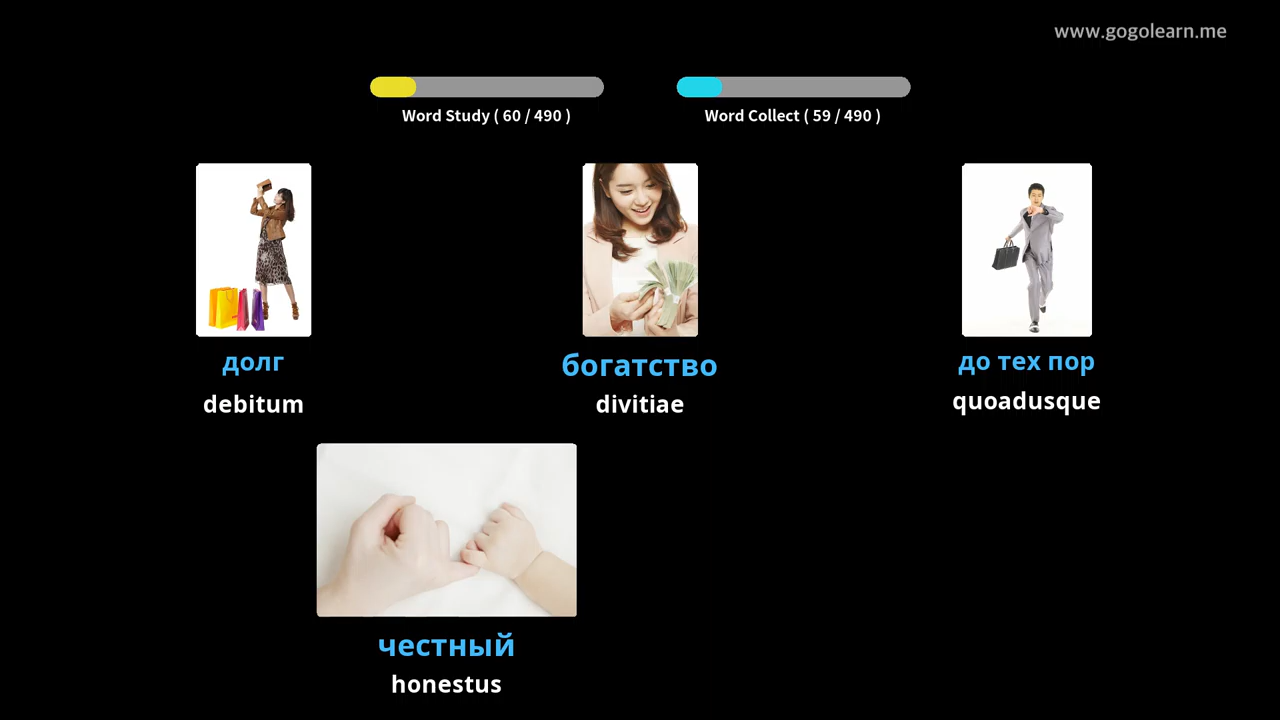 www.gogolearn.me
Word Study ( 60 / 490 )
Word Collect ( 59 / 490 )
долг
debitum
богатство
divitiae
до тех пор
quoadusque
честный
honestus